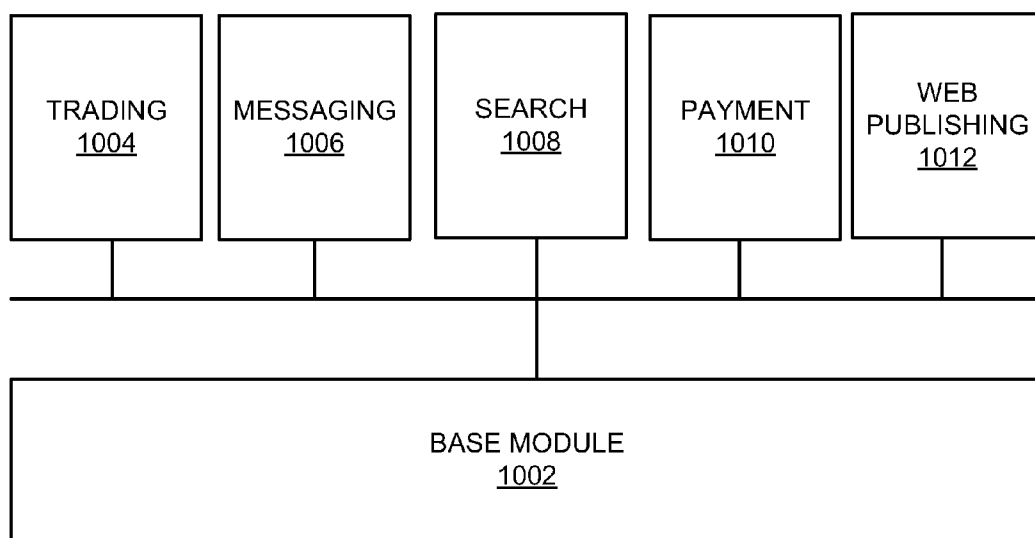 TRADING
1004
MESSAGING
1006
SEARCH
1008
PAYMENT
1010
WEB
PUBLISHING
1012
BASE MODULE
1002